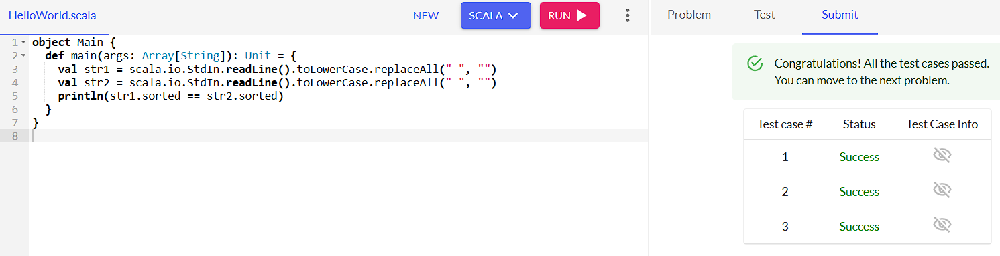 HelloWorld.scala NEW SCALA RUN
1 object Main {
2 def main(args: Array[String]): Unit = {
3 val str1 = scala.io.StdIn.readLine().toLowerCase.replaceAll(" ", "")
4 val str2 = scala.io.StdIn.readLine().toLowerCase.replaceAll(" ", "")
5 println(str1.sorted == str2.sorted)
6 }
7 }
8
Problem Test Submit
Congratulations! All the test cases passed.
You can move to the next problem.
Test case # Status Test Case Info
1 Success
2 Success
3 Success